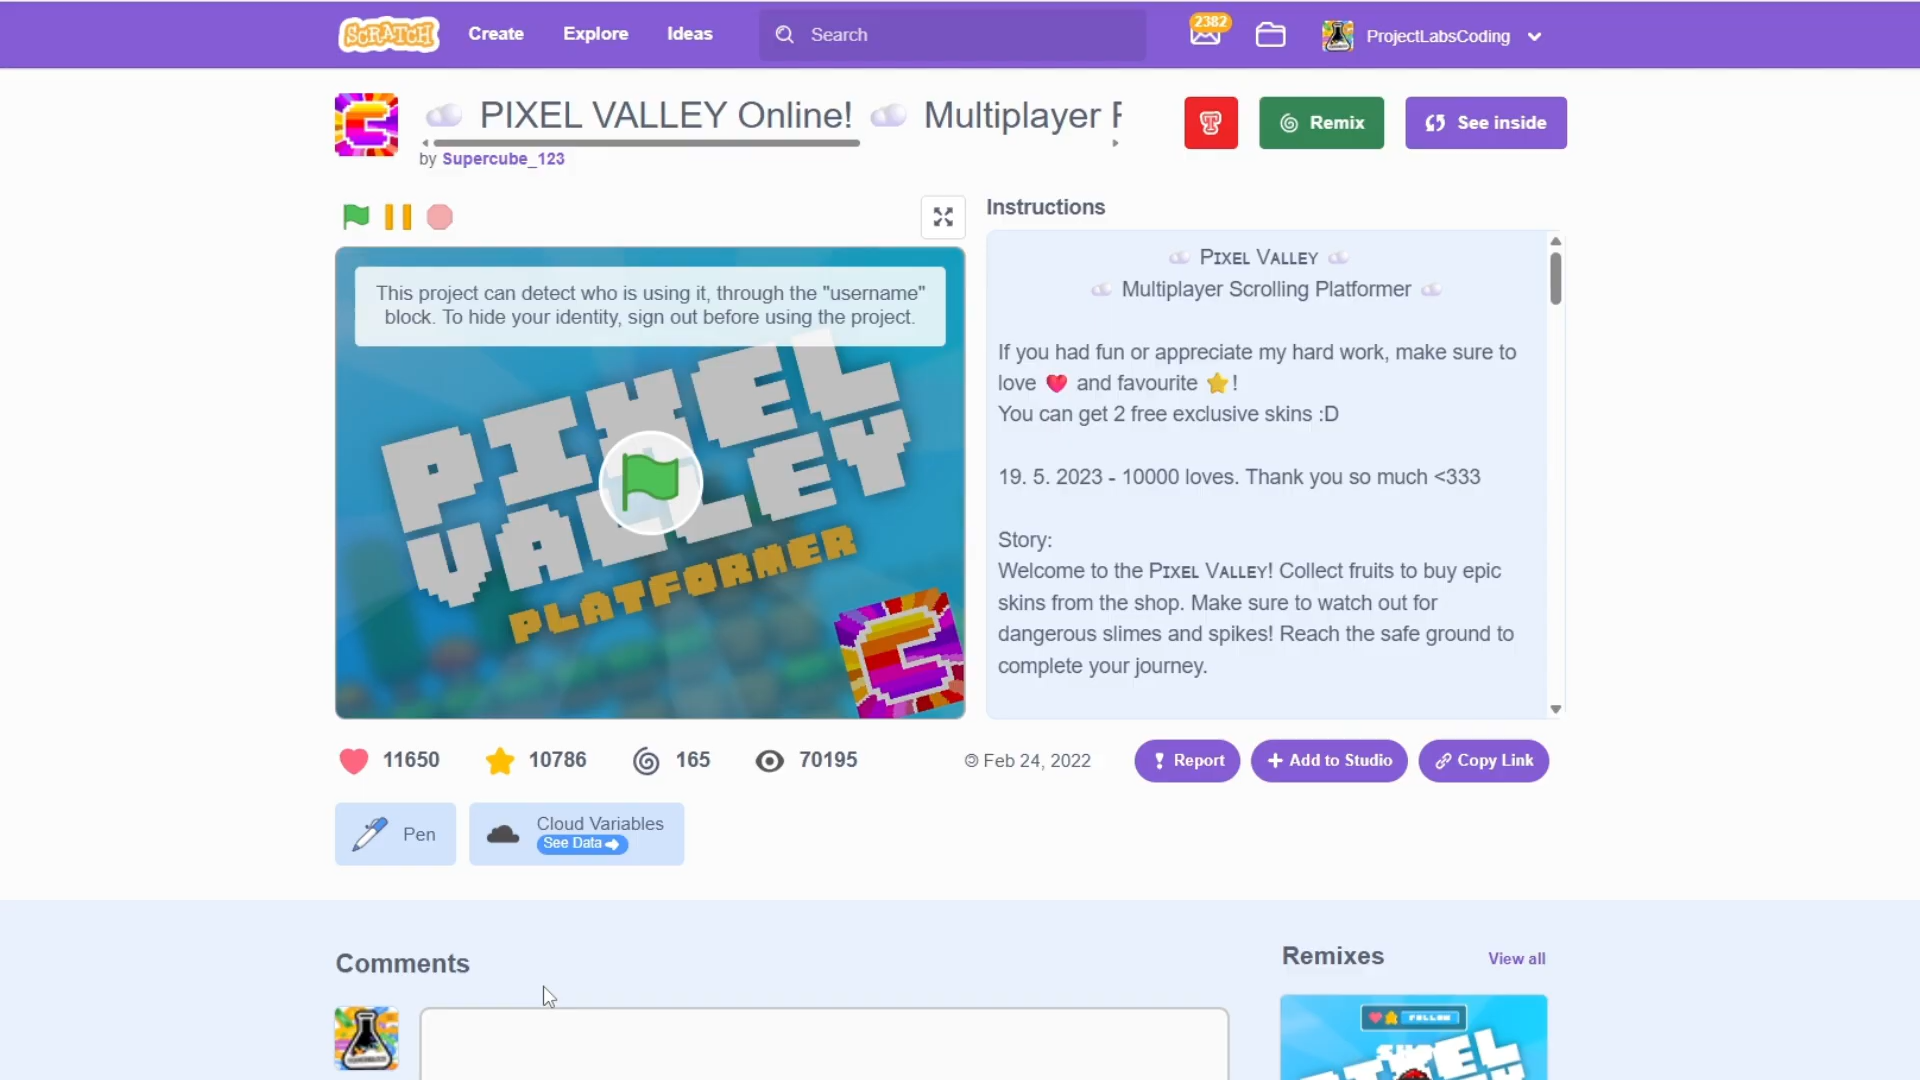 SCRATCH
Create
Explore
Ideas
Search
2382
ProjectLabsCoding
PIXEL VALLEY Online! ☁️ Multiplayer F
by Supercube_123
Remix
See inside
Instructions
☁️ Pɪxᴇʟ Vᴀʟʟᴇʏ ☁️
☁️ Multiplayer Scrolling Platformer ☁️
If you had fun or appreciate my hard work, make sure to
love ❤️ and favourite ⭐!
You can get 2 free exclusive skins :D
19. 5. 2023 - 10000 loves. Thank you so much <333
Story:
Welcome to the Pɪxᴇʟ Vᴀʟʟᴇʏ! Collect fruits to buy epic
skins from the shop. Make sure to watch out for
dangerous slimes and spikes! Reach the safe ground to
complete your journey.
This project can detect who is using it, through the "username"
block. To hide your identity, sign out before using the project.
PIXEL
VALLEY
PLATFORMER
C
11650
10786
165
70195
Feb 24, 2022
Report
Add to Studio
Copy Link
Pen
Cloud Variables
See Data
Comments
Remixes
View all
FOLLOW